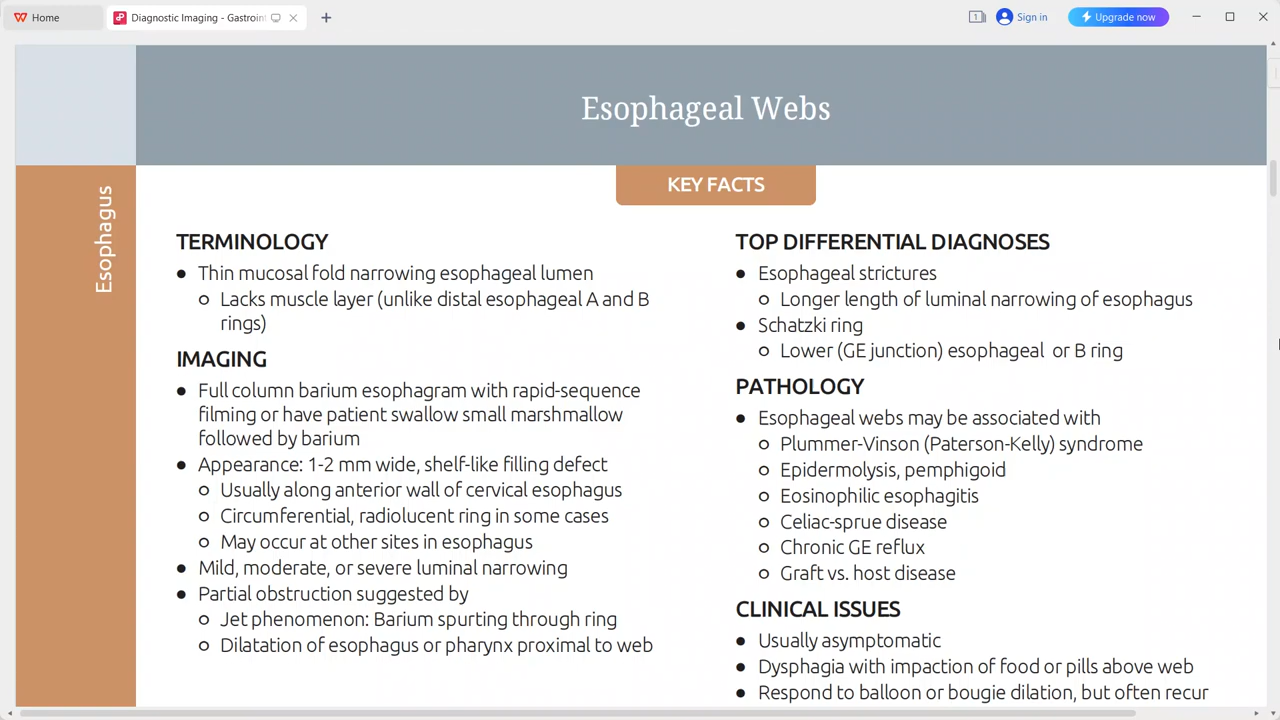 Home
Diagnostic Imaging - Gastroin
1
Sign in
Upgrade now
Esophageal Webs
KEY FACTS
Esophagus
TERMINOLOGY
• Thin mucosal fold narrowing esophageal lumen
o Lacks muscle layer (unlike distal esophageal A and B
rings)
IMAGING
• Full column barium esophagram with rapid-sequence
filming or have patient swallow small marshmallow
followed by barium
• Appearance: 1-2 mm wide, shelf-like filling defect
o Usually along anterior wall of cervical esophagus
o Circumferential, radiolucent ring in some cases
o May occur at other sites in esophagus
• Mild, moderate, or severe luminal narrowing
• Partial obstruction suggested by
o Jet phenomenon: Barium spurting through ring
o Dilatation of esophagus or pharynx proximal to web
TOP DIFFERENTIAL DIAGNOSES
• Esophageal strictures
o Longer length of luminal narrowing of esophagus
• Schatzki ring
o Lower (GE junction) esophageal or B ring
PATHOLOGY
• Esophageal webs may be associated with
o Plummer-Vinson (Paterson-Kelly) syndrome
o Epidermolysis, pemphigoid
o Eosinophilic esophagitis
o Celiac-sprue disease
o Chronic GE reflux
o Graft vs. host disease
CLINICAL ISSUES
• Usually asymptomatic
• Dysphagia with impaction of food or pills above web
• Respond to balloon or bougie dilation, but often recur